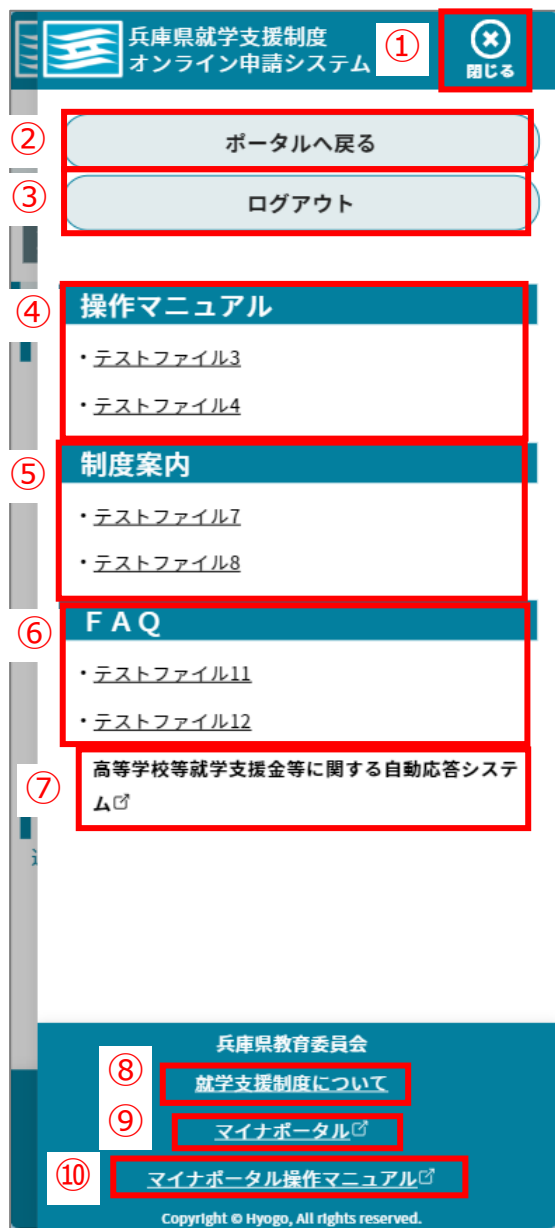 兵庫県就学支援制度
オンライン申請システム
①
閉じる
②
ポータルへ戻る
③
ログアウト
④
操作マニュアル
・テストファイル3
・テストファイル4
⑤
制度案内
・テストファイル7
・テストファイル8
⑥
ＦＡＱ
・テストファイル11
・テストファイル12
⑦
高等学校等就学支援金等に関する自動応答システ
ム
兵庫県教育委員会
⑧
就学支援制度について
⑨
マイナポータル
⑩
マイナポータル操作マニュアル
Copyright © Hyogo, All rights reserved.